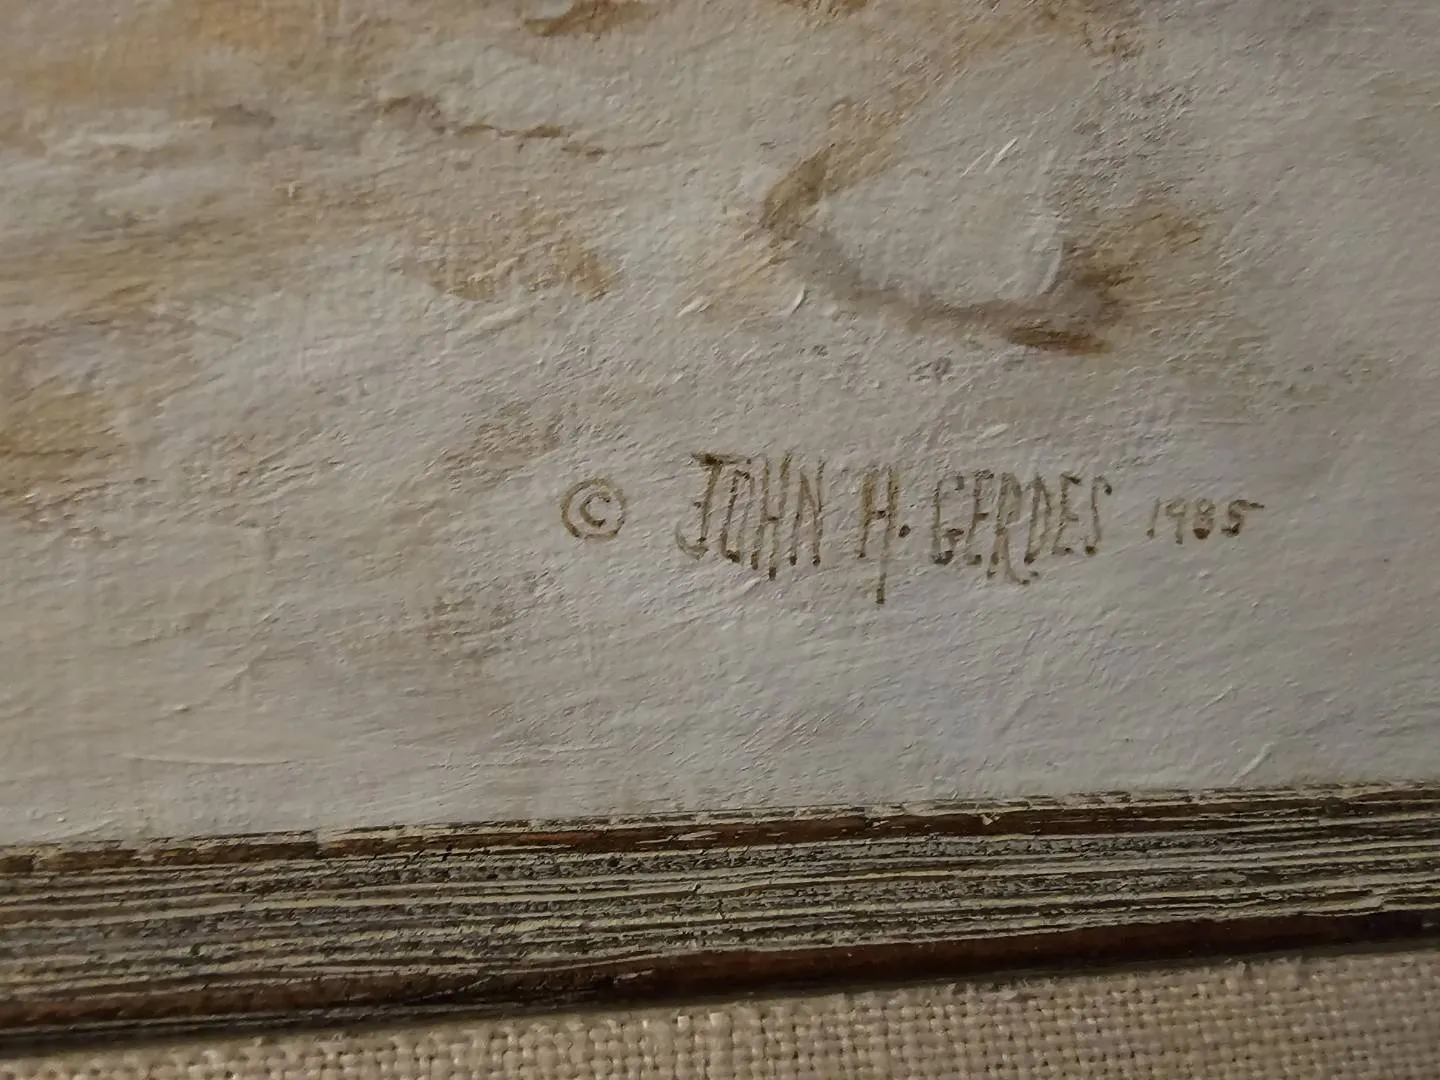 © JOHN H. GERDES 1985